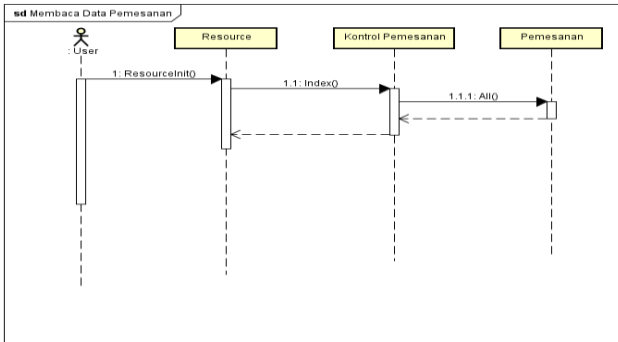 sd Membaca Data Pemesanan
: User
Resource
Kontrol Pemesanan
Pemesanan
1: ResourceInit()
1.1: Index()
1.1.1: All()